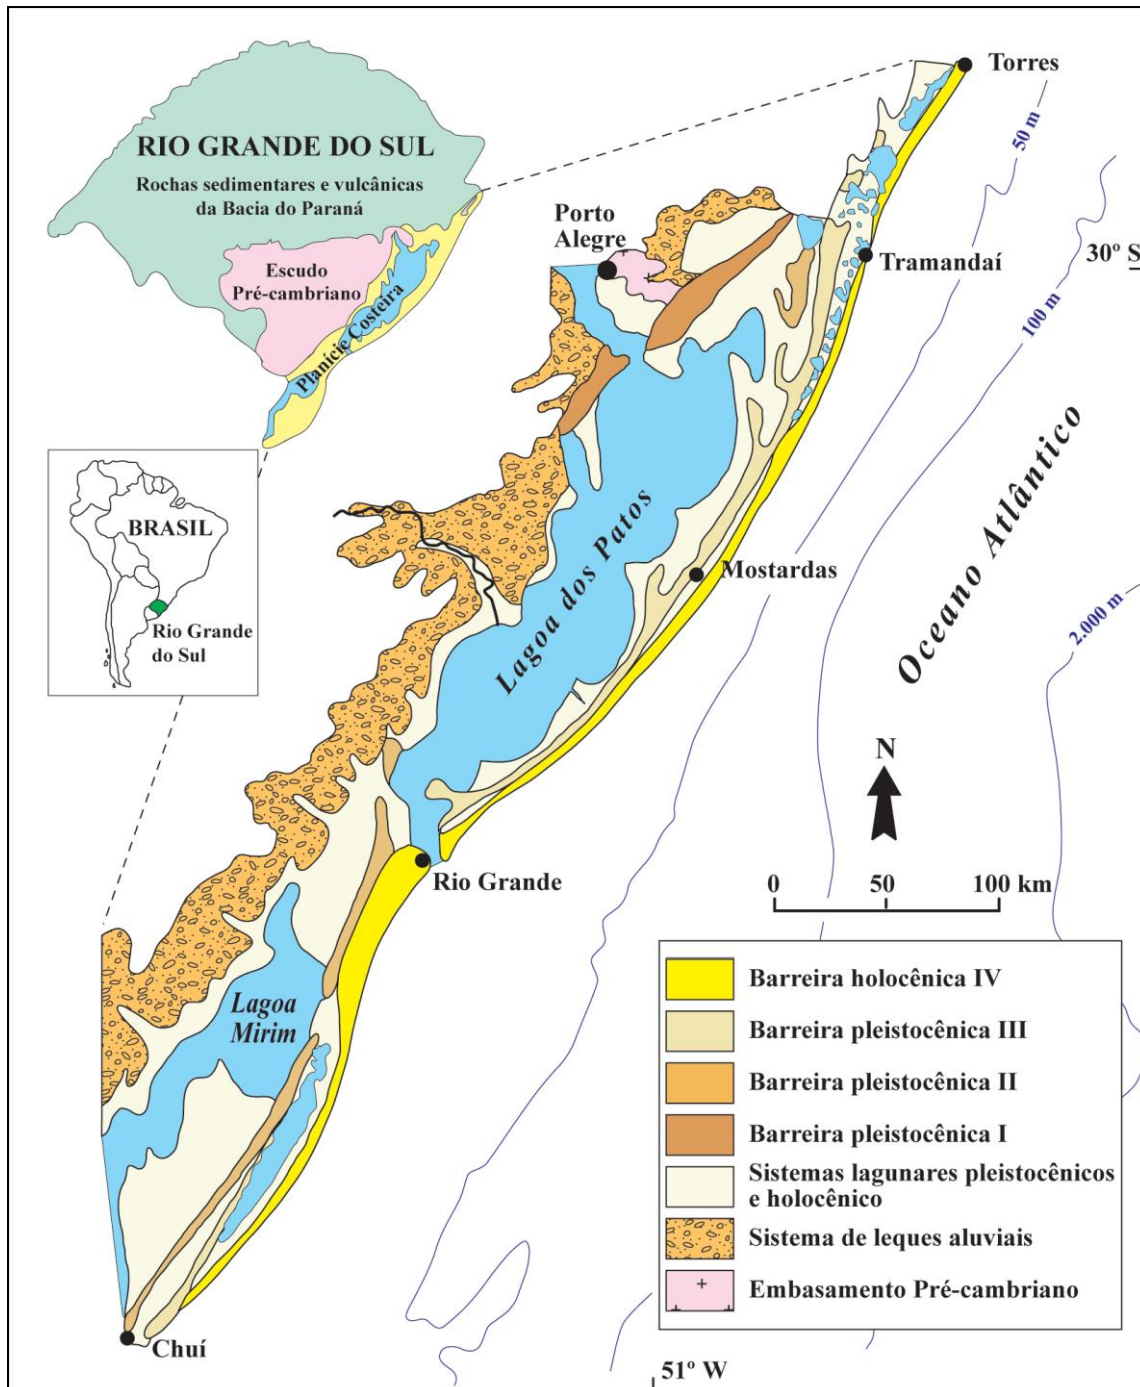 RIO GRANDE DO SUL
Rochas sedimentares e vulcânicas
da Bacia do Paraná
Escudo
Pré-cambriano
Planície Costeira
BRASIL
Rio Grande
do Sul
Torres
50 m
100 m
30º S
Porto
Alegre
Tramandaí
Oceano Atlântico
Lagoa dos Patos
Mostardas
2.000 m
N
Rio Grande
0 50 100 km
Lagoa
Mirim
Chuí
Barreira holocênica IV
Barreira pleistocênica III
Barreira pleistocênica II
Barreira pleistocênica I
Sistemas lagunares pleistocênicos
e holocênico
Sistema de leques aluviais
Embasamento Pré-cambriano
51º W